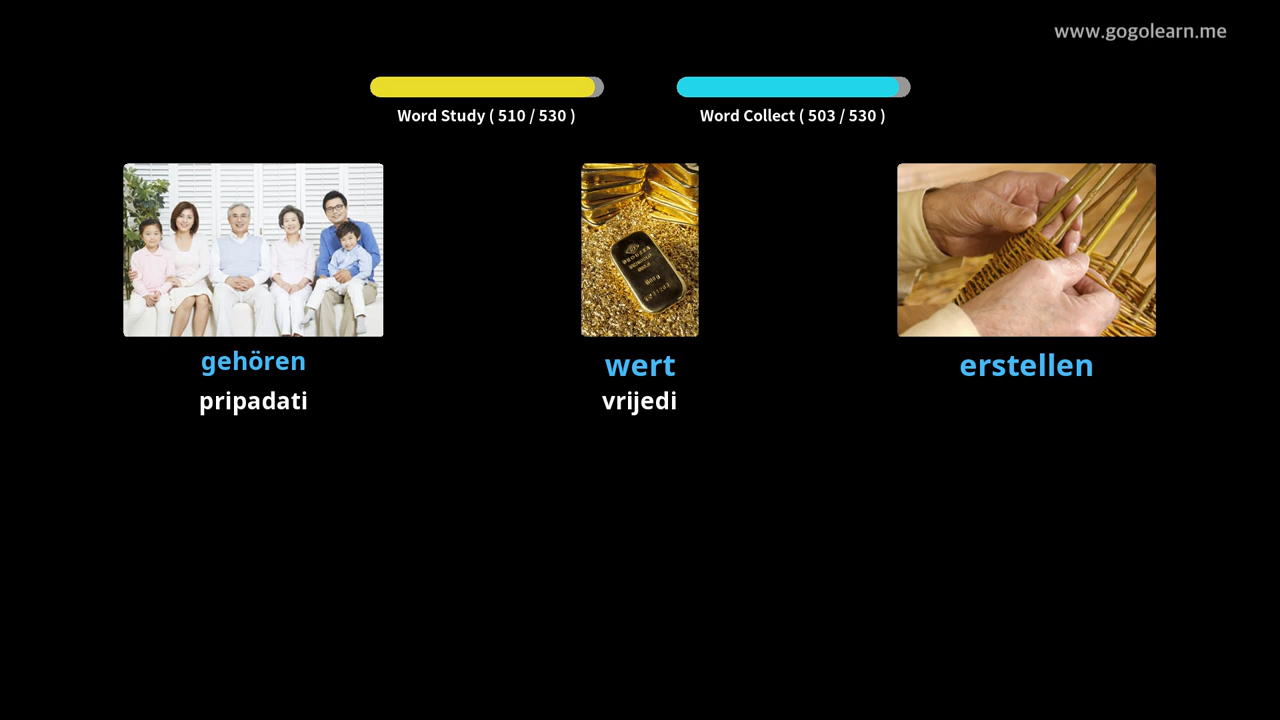 www.gogolearn.me
Word Study ( 510 / 530 )
Word Collect ( 503 / 530 )
gehören
wert
erstellen
pripadati
vrijedi